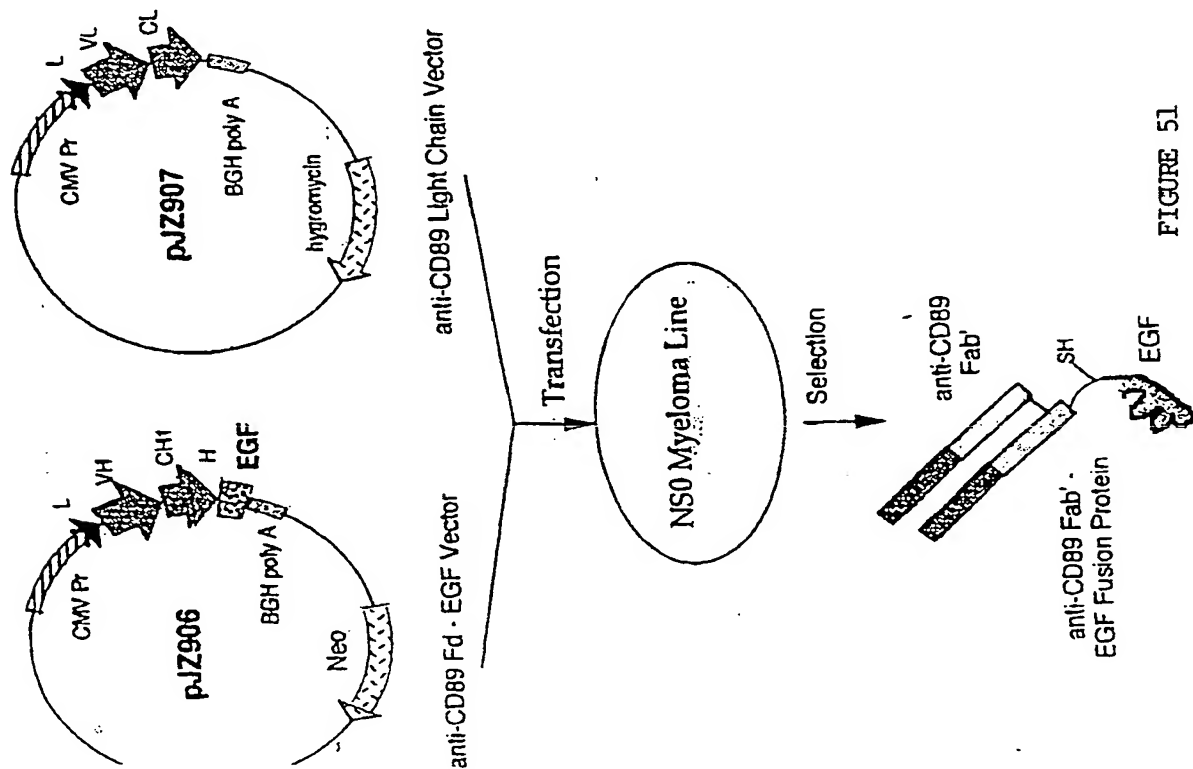 L
VH
CH1
H
EGF
CMV Pr
pJZ906
BGH poly A
Neo
L
VL
CL
CMV Pr
pJZ907
BGH poly A
hygromycin
anti-CD89 Fd - EGF Vector
anti-CD89 Light Chain Vector
Transfection
NS0 Myeloma Line
Selection
anti-CD89
Fab'
SH
anti-CD89 Fab' -
EGF Fusion Protein
EGF
FIGURE 51